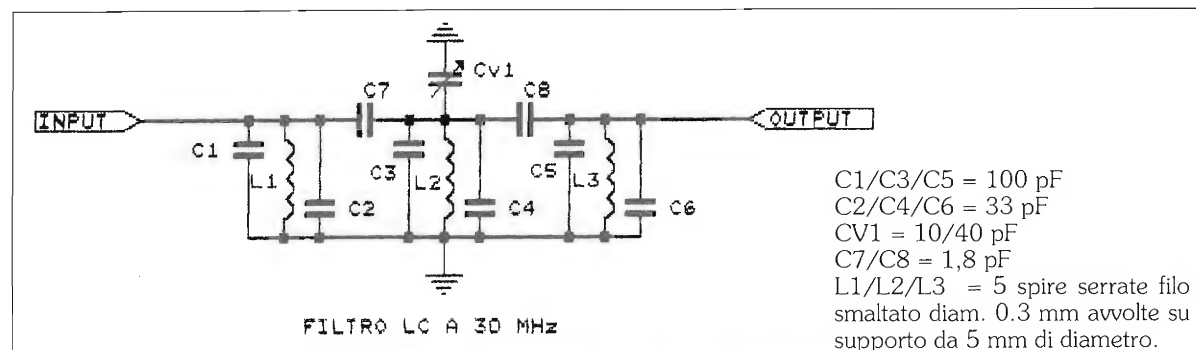 Cv1
C7
C8
INPUT
OUTPUT
C1
L1
C2
C3
L2
C4
C5
L3
C6
C1/C3/C5 = 100 pF
C2/C4/C6 = 33 pF
CV1 = 10/40 pF
C7/C8 = 1,8 pF
L1/L2/L3 = 5 spire serrate filo
smaltato diam. 0.3 mm avvolte su
supporto da 5 mm di diametro.
FILTRO LC A 30 MHz